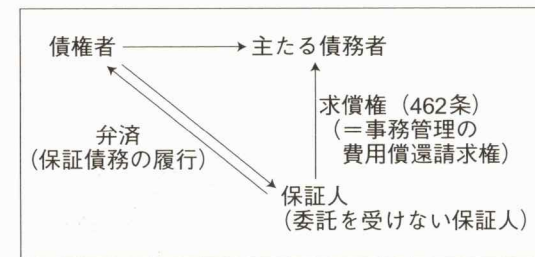 債権者
主たる債務者
弁済
(保証債務の履行)
求償権(462条)
(=事務管理の
費用償還請求権)
保証人
(委託を受けない保証人)